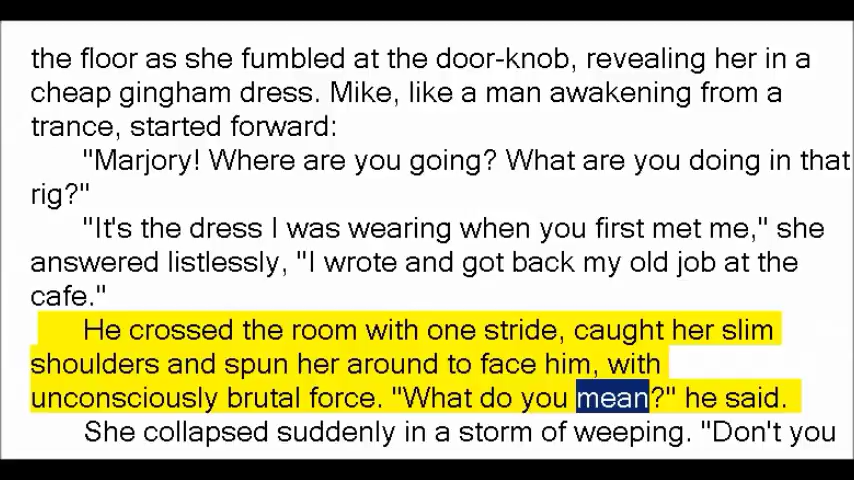 the floor as she fumbled at the door-knob, revealing her in a
cheap gingham dress. Mike, like a man awakening from a
trance, started forward:
"Marjory! Where are you going? What are you doing in that
rig?"
"It's the dress I was wearing when you first met me," she
answered listlessly, "I wrote and got back my old job at the
cafe."
He crossed the room with one stride, caught her slim
shoulders and spun her around to face him, with
unconsciously brutal force. "What do you mean?" he said.
She collapsed suddenly in a storm of weeping. "Don't you